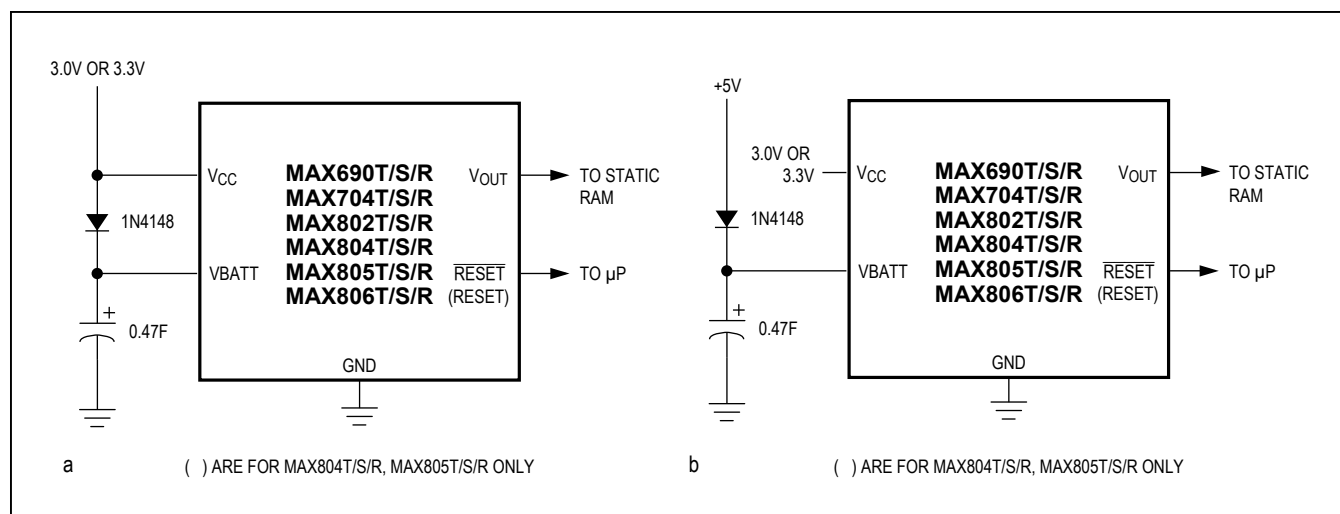 3.0V OR 3.3V
VCC
1N4148
VBATT
+
0.47F
MAX690T/S/R
MAX704T/S/R
MAX802T/S/R
MAX804T/S/R
MAX805T/S/R
MAX806T/S/R
VOUT
TO STATIC
RAM
RESET
(RESET)
TO µP
GND
a
( ) ARE FOR MAX804T/S/R, MAX805T/S/R ONLY
+5V
3.0V OR
3.3V
VCC
1N4148
VBATT
+
0.47F
MAX690T/S/R
MAX704T/S/R
MAX802T/S/R
MAX804T/S/R
MAX805T/S/R
MAX806T/S/R
VOUT
TO STATIC
RAM
RESET
(RESET)
TO µP
GND
b
( ) ARE FOR MAX804T/S/R, MAX805T/S/R ONLY